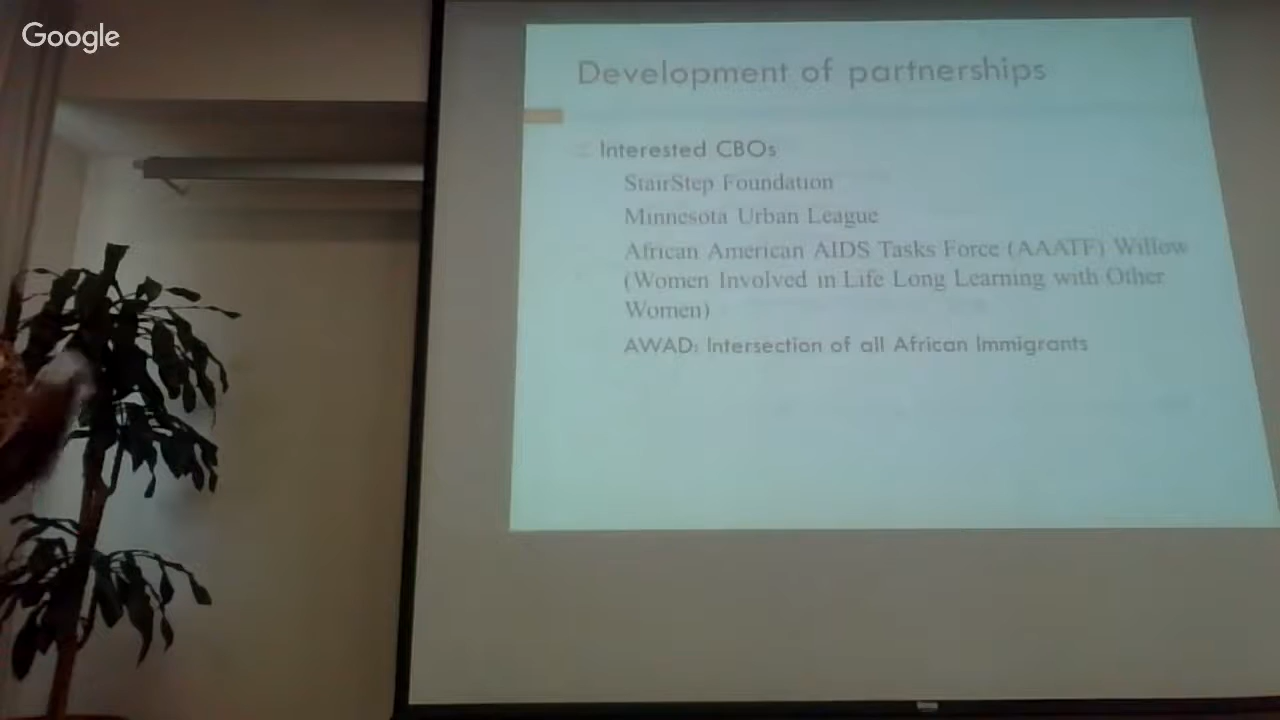 Google
Development of partnerships
Interested CBOs
StairStep Foundation
Minnesota Urban League
African American AIDS Tasks Force (AAATF) Willow
(Women Involved in Life Long Learning with Other
Women)
AWAD: Intersection of all African Immigrants